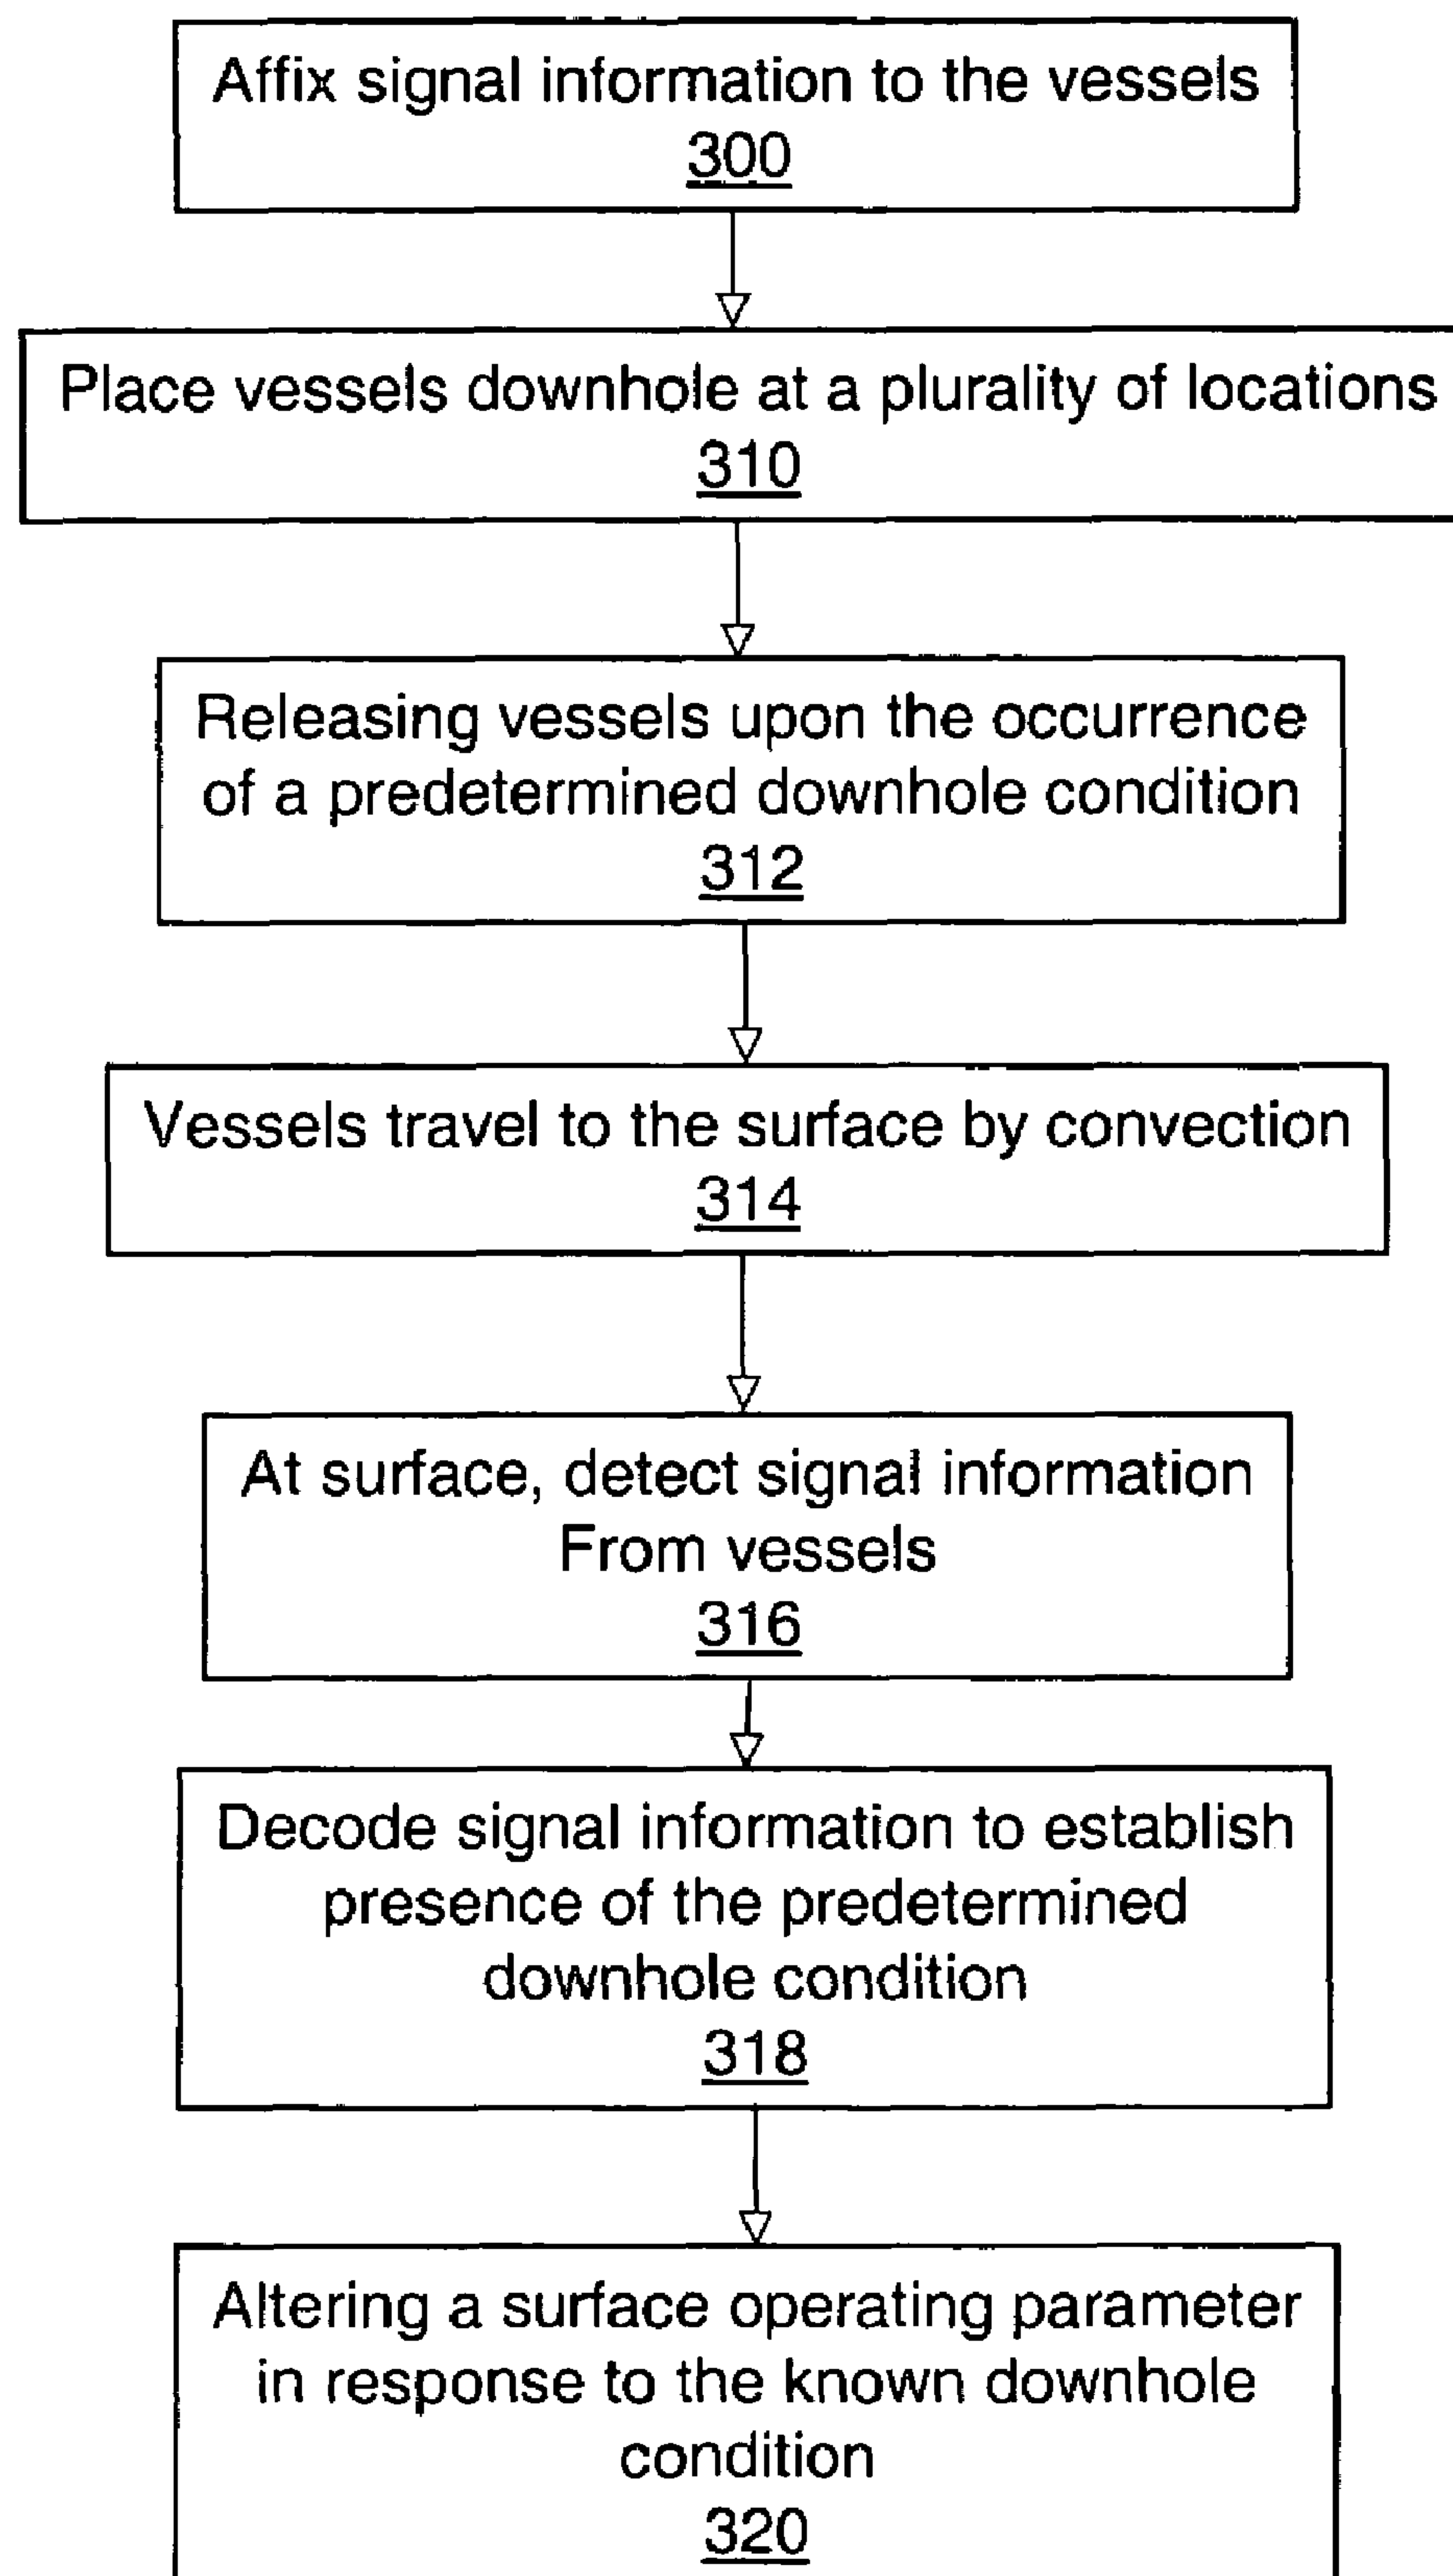 Affix signal information to the vessels
300
Place vessels downhole at a plurality of locations
310
Releasing vessels upon the occurrence
of a predetermined downhole condition
312
Vessels travel to the surface by convection
314
At surface, detect signal information
From vessels
316
Decode signal information to establish
presence of the predetermined
downhole condition
318
Altering a surface operating parameter
in response to the known downhole
condition
320